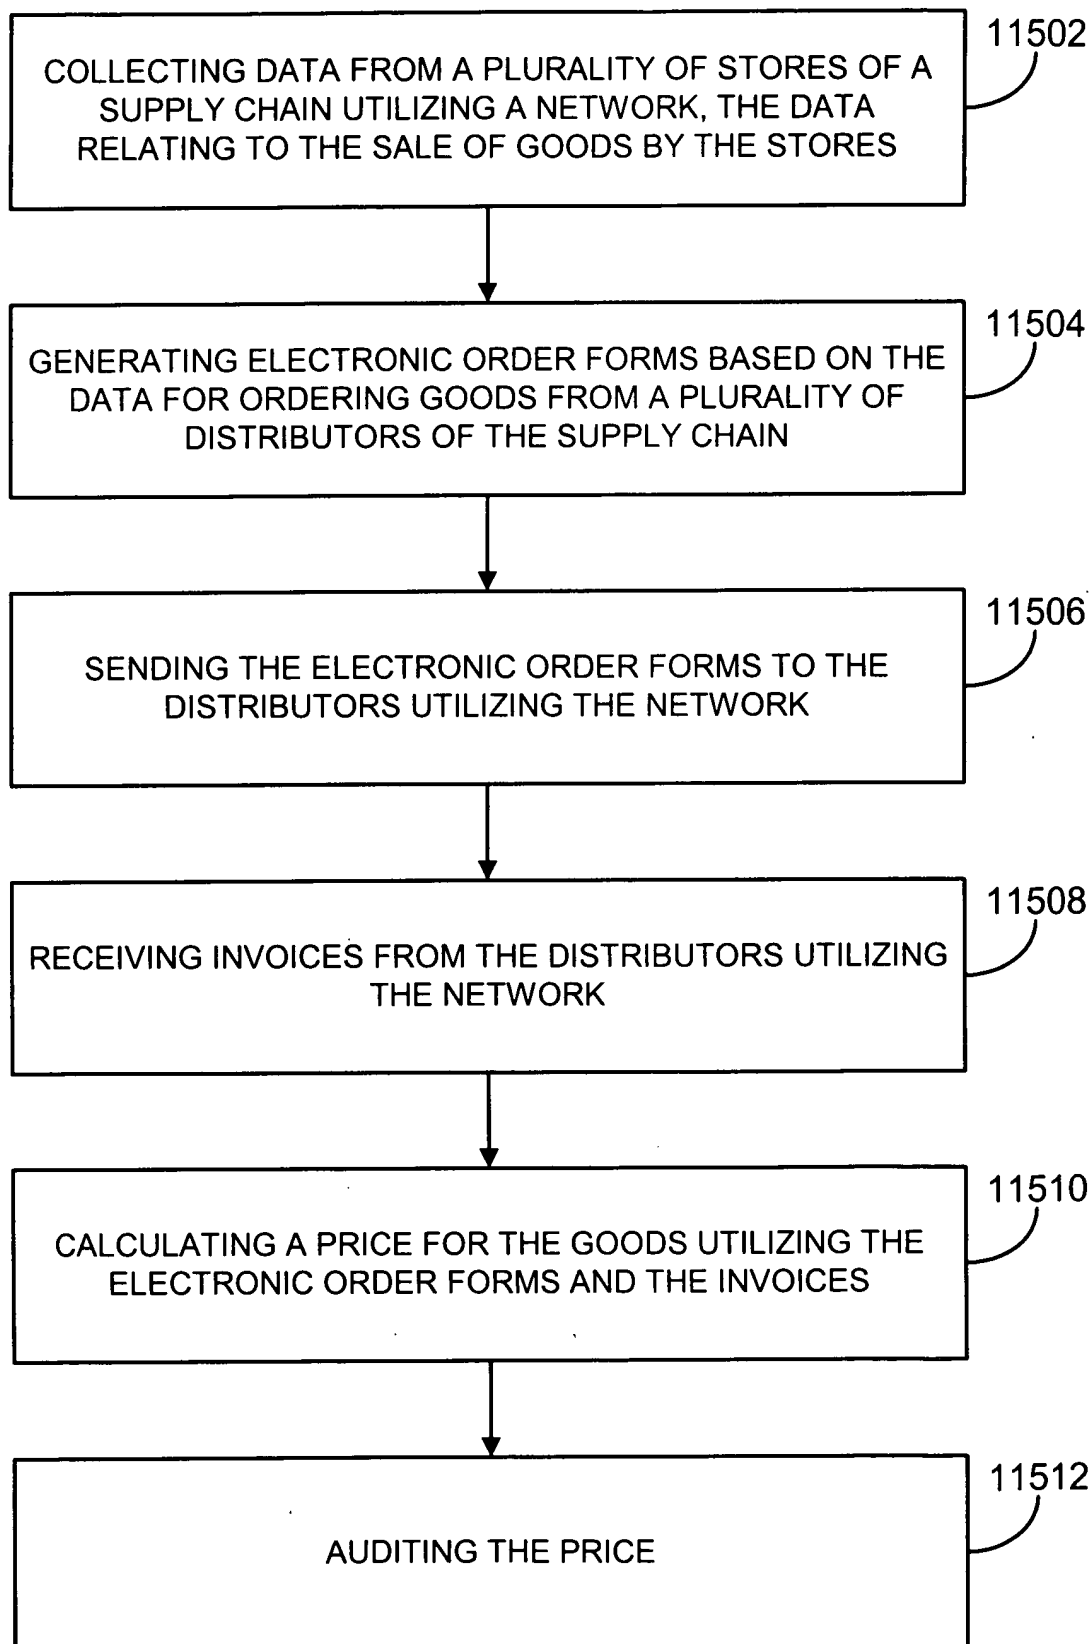 11502
COLLECTING DATA FROM A PLURALITY OF STORES OF A
SUPPLY CHAIN UTILIZING A NETWORK, THE DATA
RELATING TO THE SALE OF GOODS BY THE STORES
11504
GENERATING ELECTRONIC ORDER FORMS BASED ON THE
DATA FOR ORDERING GOODS FROM A PLURALITY OF
DISTRIBUTORS OF THE SUPPLY CHAIN
11506
SENDING THE ELECTRONIC ORDER FORMS TO THE
DISTRIBUTORS UTILIZING THE NETWORK
11508
RECEIVING INVOICES FROM THE DISTRIBUTORS UTILIZING
THE NETWORK
11510
CALCULATING A PRICE FOR THE GOODS UTILIZING THE
ELECTRONIC ORDER FORMS AND THE INVOICES
11512
AUDITING THE PRICE